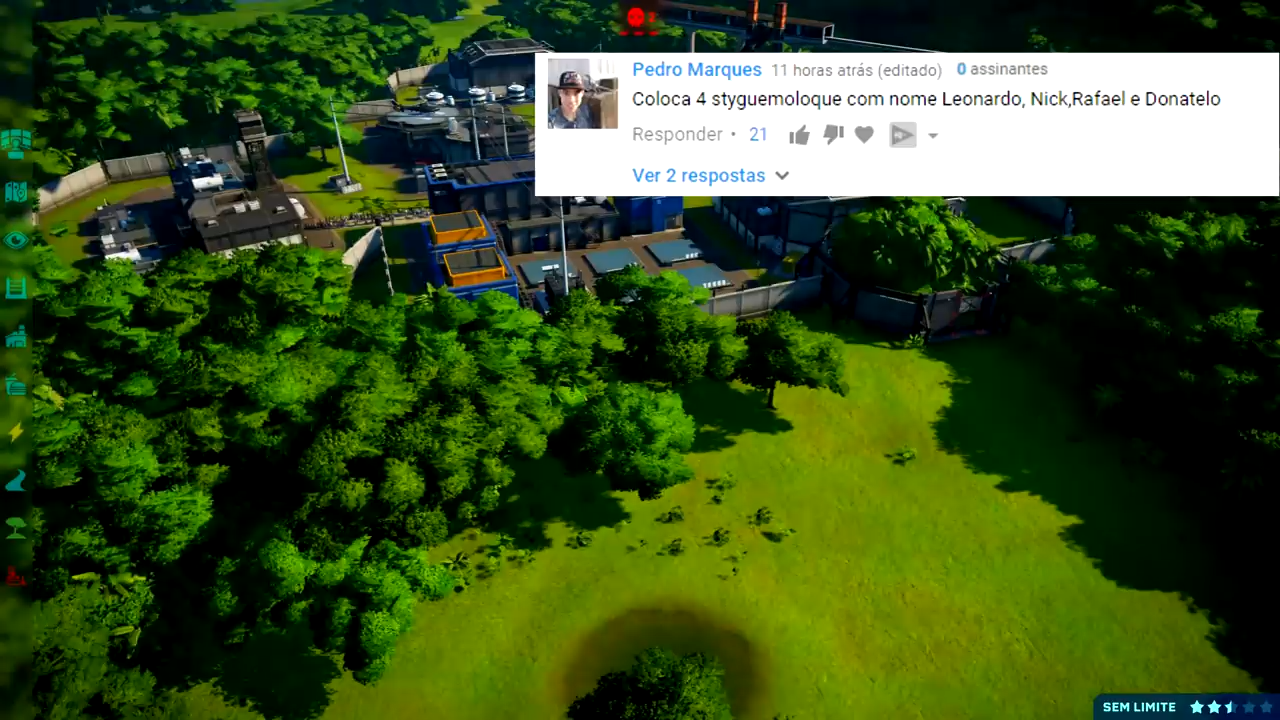 Pedro Marques 11 horas atrás (editado) 0 assinantes
Coloca 4 styguemoloque com nome Leonardo, Nick,Rafael e Donatelo
Responder • 21
Ver 2 respostas
SEM LIMITE